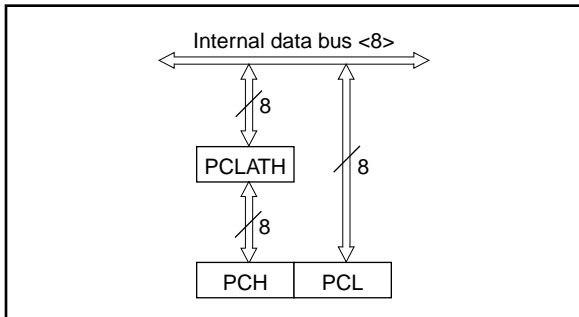 Internal data bus <8>
8
PCLATH
8
8
PCH PCL